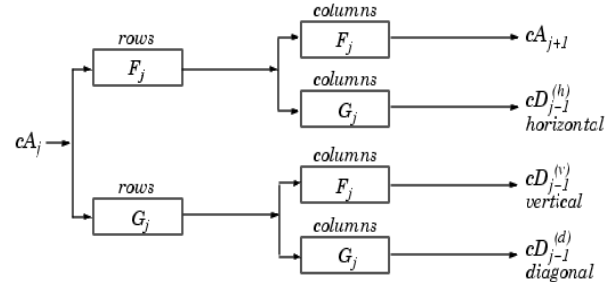 columns
rows
F_j
cA_{j+1}
F_j
columns
G_j
cD_{j-1}^{(h)}
horizontal
cA_j
columns
rows
F_j
cD_{j-1}^{(v)}
vertical
G_j
columns
G_j
cD_{j-1}^{(d)}
diagonal